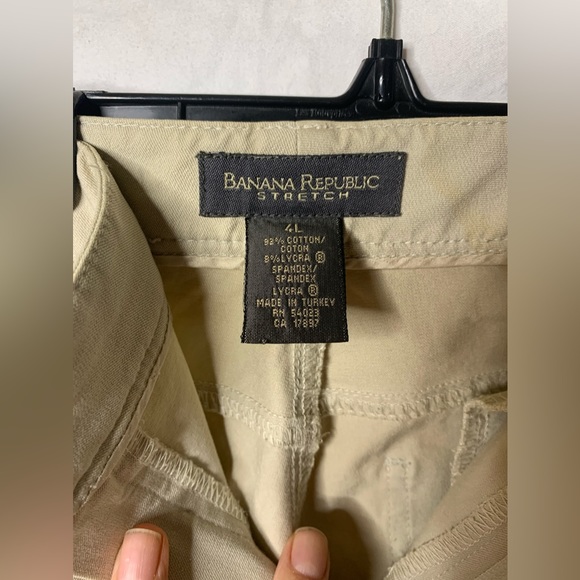 BANANA REPUBLIC
STRETCH
4L
92% COTTON/
COTON
8% LYCRA ®
SPANDEX/
SPANDEX
LYCRA ®
MADE IN TURKEY
RN 54023
CA 17897